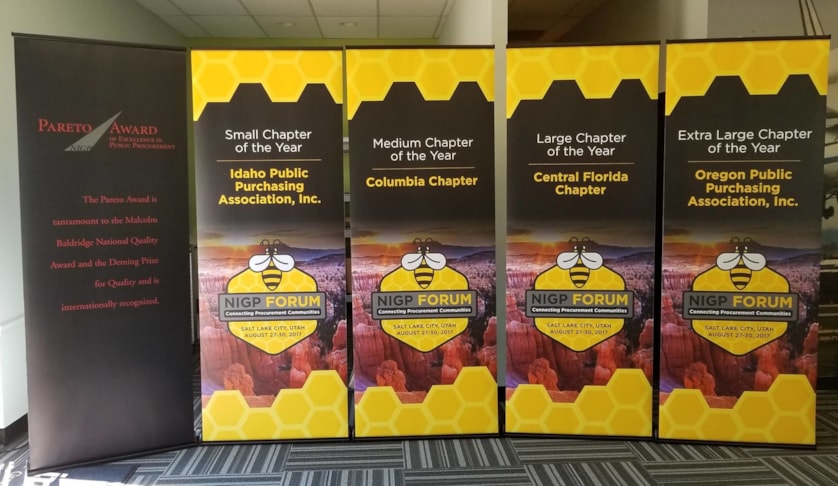 PARETO AWARD
OF EXCELLENCE IN
PUBLIC PROCUREMENT
NIGP
The Pareto Award is
tantamount to the Malcolm
Baldridge National Quality
Award and the Deming Prize
for Quality and is
internationally recognized.
Small Chapter
of the Year
Idaho Public
Purchasing
Association, Inc.
NIGP FORUM
Connecting Procurement Communities
SALT LAKE CITY, UTAH
AUGUST 27-30, 2017
Medium Chapter
of the Year
Columbia Chapter
NIGP FORUM
Connecting Procurement Communities
SALT LAKE CITY, UTAH
AUGUST 27-30, 2017
Large Chapter
of the Year
Central Florida
Chapter
NIGP FORUM
Connecting Procurement Communities
SALT LAKE CITY, UTAH
AUGUST 27-30, 2017
Extra Large Chapter
of the Year
Oregon Public
Purchasing
Association, Inc.
NIGP FORUM
Connecting Procurement Communities
SALT LAKE CITY, UTAH
AUGUST 27-30, 2017